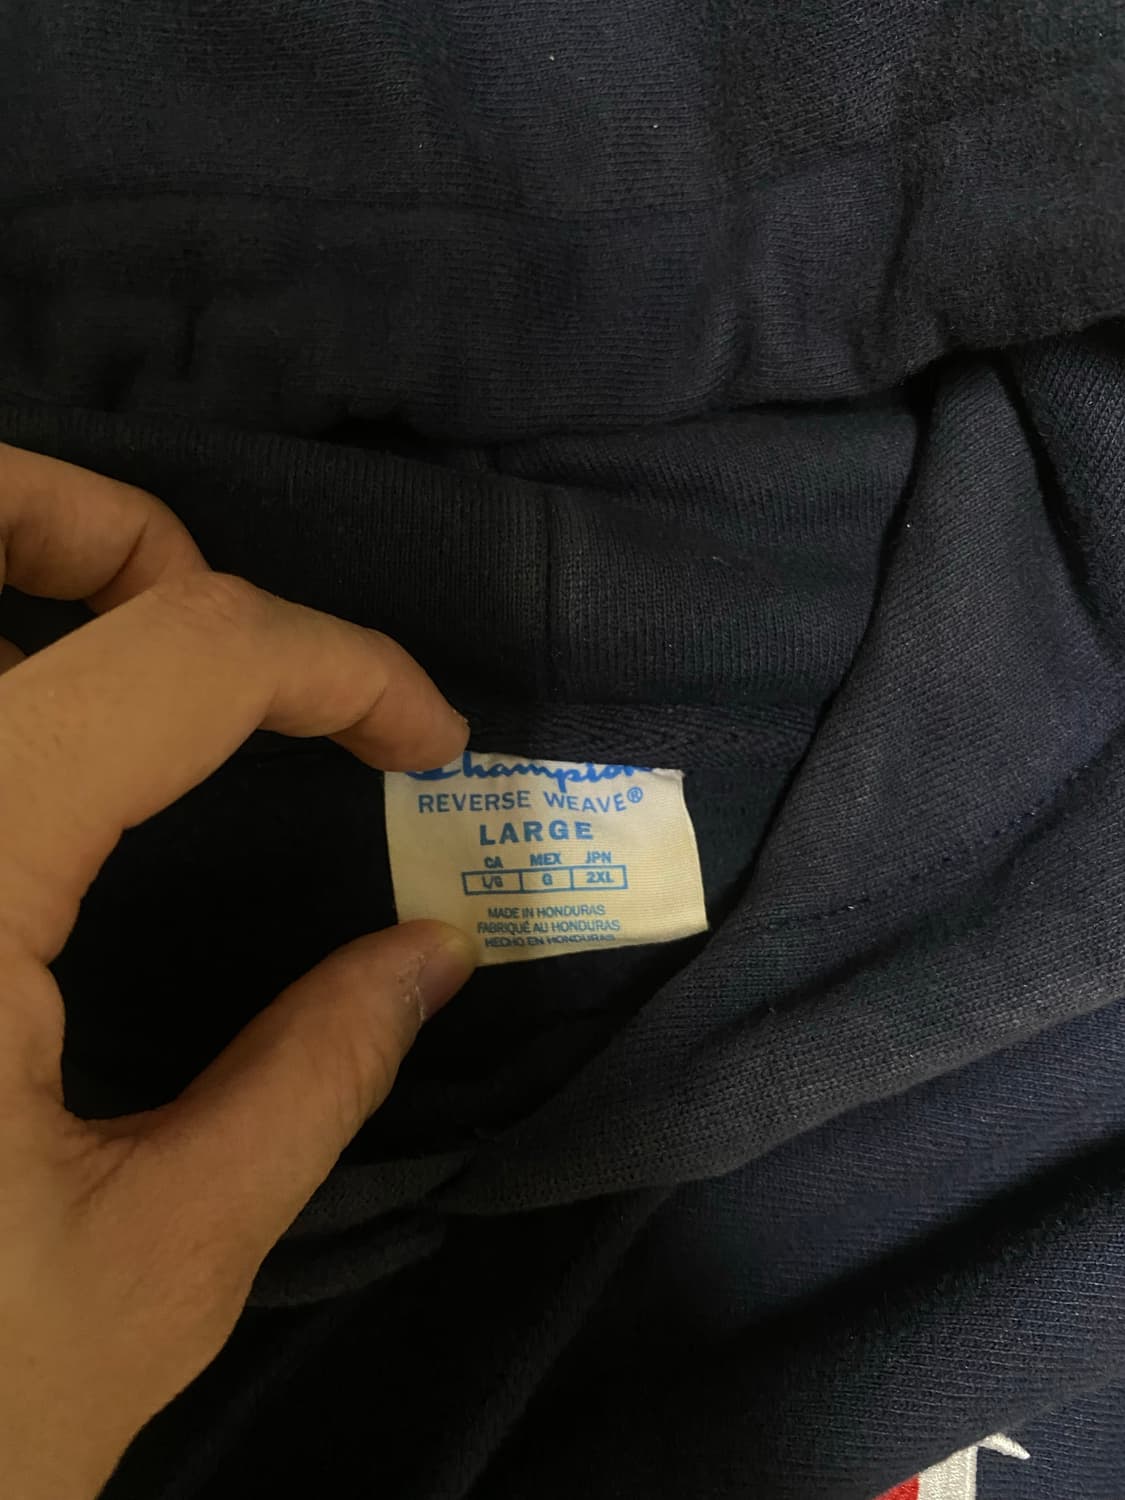 Champion
REVERSE WEAVE®
LARGE
CA MEX JPN
L/G G 2XL
MADE IN HONDURAS
FABRIQUÉ AU HONDURAS
HECHO EN HONDURAS